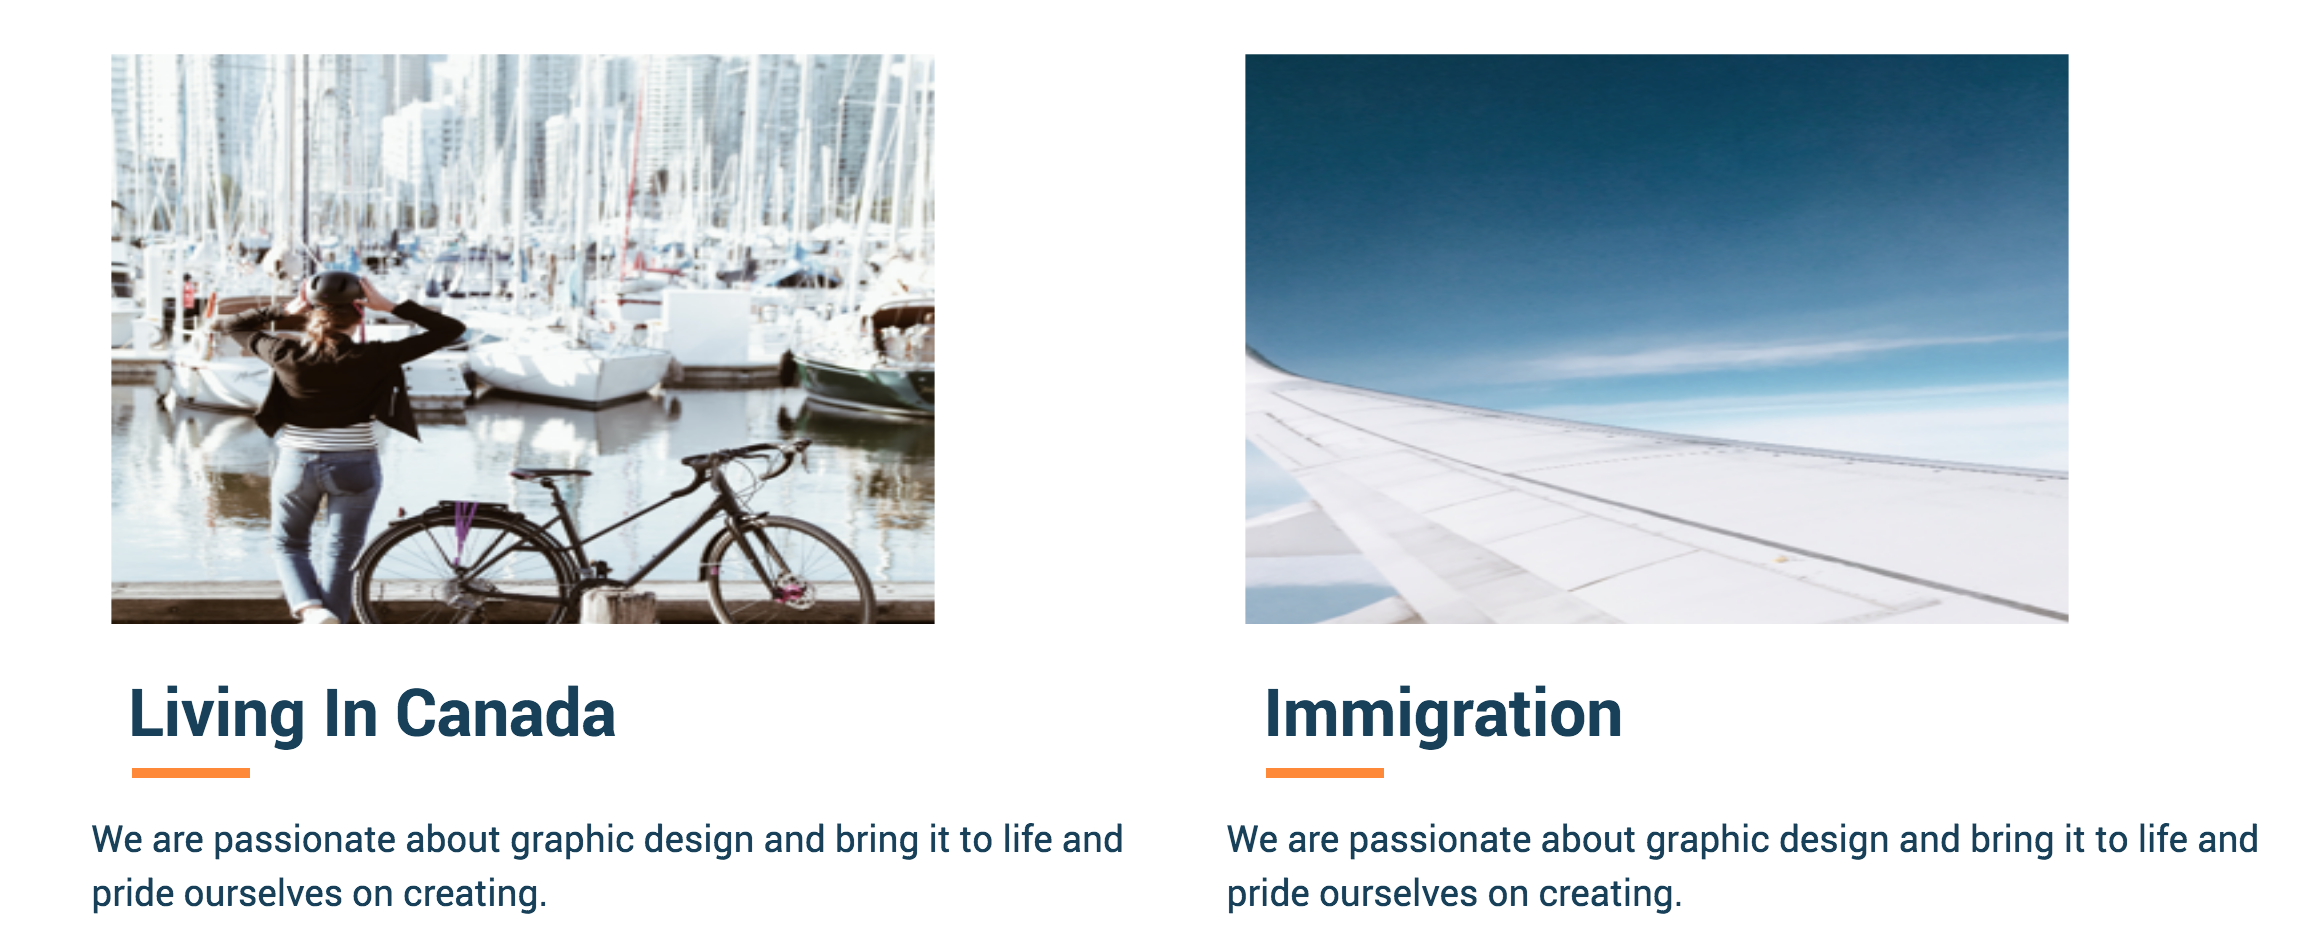 Living In Canada
We are passionate about graphic design and bring it to life and
pride ourselves on creating.
Immigration
We are passionate about graphic design and bring it to life and
pride ourselves on creating.